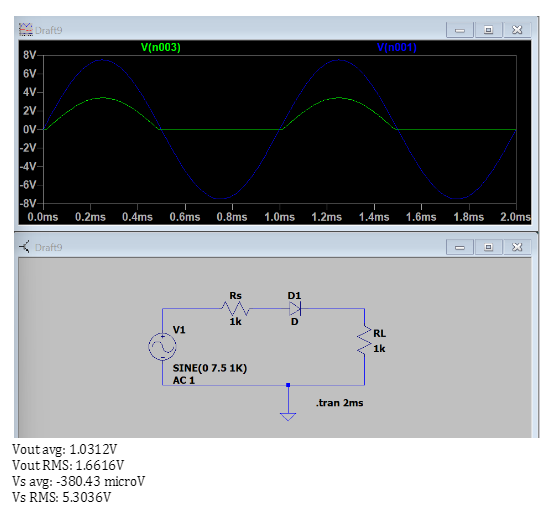 Draft9
V(n003) V(n001)
8V
6V
4V
2V
0V
-2V
-4V
-6V
-8V
0.0ms 0.2ms 0.4ms 0.6ms 0.8ms 1.0ms 1.2ms 1.4ms 1.6ms 1.8ms 2.0ms
Draft9
Rs D1
1k D
V1 RL
1k
SINE(0 7.5 1K)
AC 1
.tran 2ms
Vout avg: 1.0312V
Vout RMS: 1.6616V
Vs avg: -380.43 microV
Vs RMS: 5.3036V